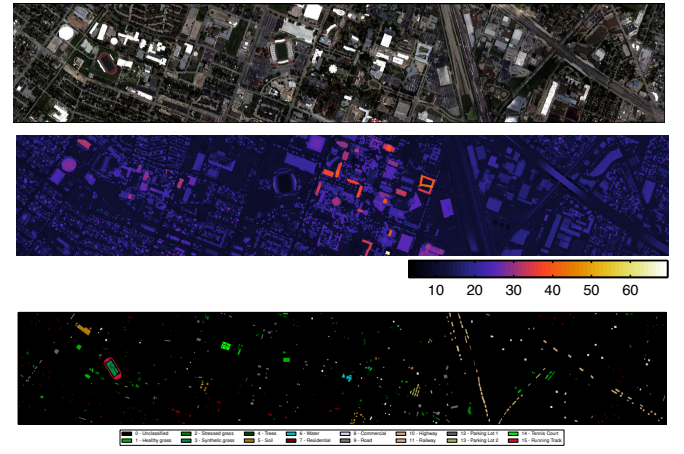 10 20 30 40 50 60
0 - Unclassified 2 - Stressed grass 4 - Trees 6 - Water 8 - Commercial 10 - Highway 12 - Parking Lot 1 14 - Tennis Court
1 - Healthy grass 3 - Synthetic grass 5 - Soil 7 - Residential 9 - Road 11 - Railway 13 - Parking Lot 2 15 - Running Track